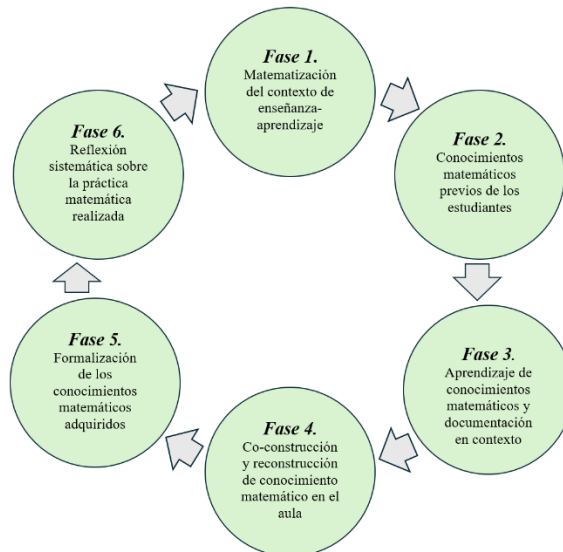 Fase 1.
Matematización
del contexto de
enseñanza-
aprendizaje
Fase 2.
Conocimientos
matemáticos
previos de los
estudiantes
Fase 3.
Aprendizaje de
conocimientos
matemáticos y
documentación
en contexto
Fase 4.
Co-construcción
y reconstrucción
de conocimiento
matemático en el
aula
Fase 5.
Formalización
de los
conocimientos
matemáticos
adquiridos
Fase 6.
Reflexión
sistemática sobre
la práctica
matemática
realizada